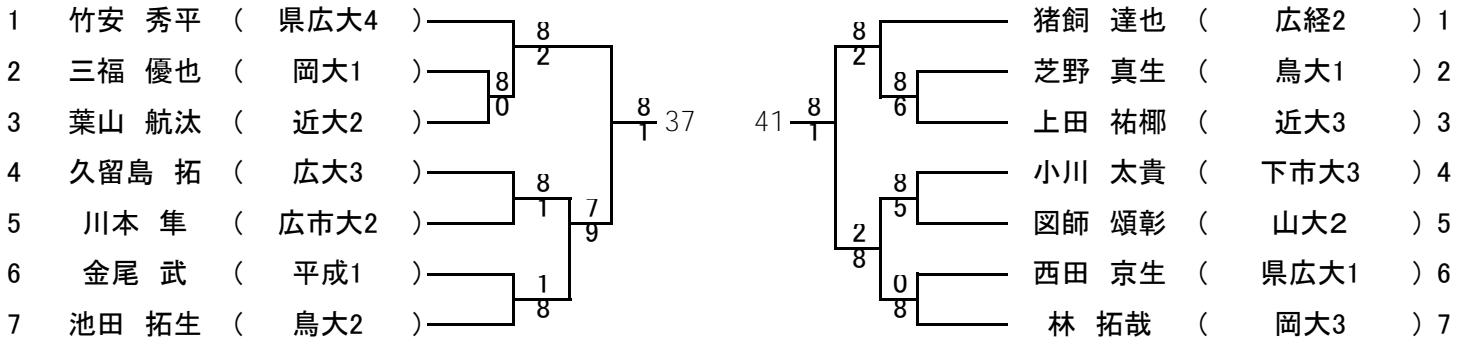 1 竹安 秀平 ( 県広大4 )
2 三福 優也 ( 岡大1 )
3 葉山 航汰 ( 近大2 )
4 久留島 拓 ( 広大3 )
5 川本 隼 ( 広市大2 )
6 金尾 武 ( 平成1 )
7 池田 拓生 ( 鳥大2 )
8
2
8
0
8
1
7
9
1
8
8
1
37
41
8
1
8
2
8
6
8
5
2
8
0
8
猪飼 達也 ( 広経2 ) 1
芝野 真生 ( 鳥大1 ) 2
上田 祐椰 ( 近大3 ) 3
小川 太貴 ( 下市大3 ) 4
図師 頌彰 ( 山大2 ) 5
西田 京生 ( 県広大1 ) 6
林 拓哉 ( 岡大3 ) 7